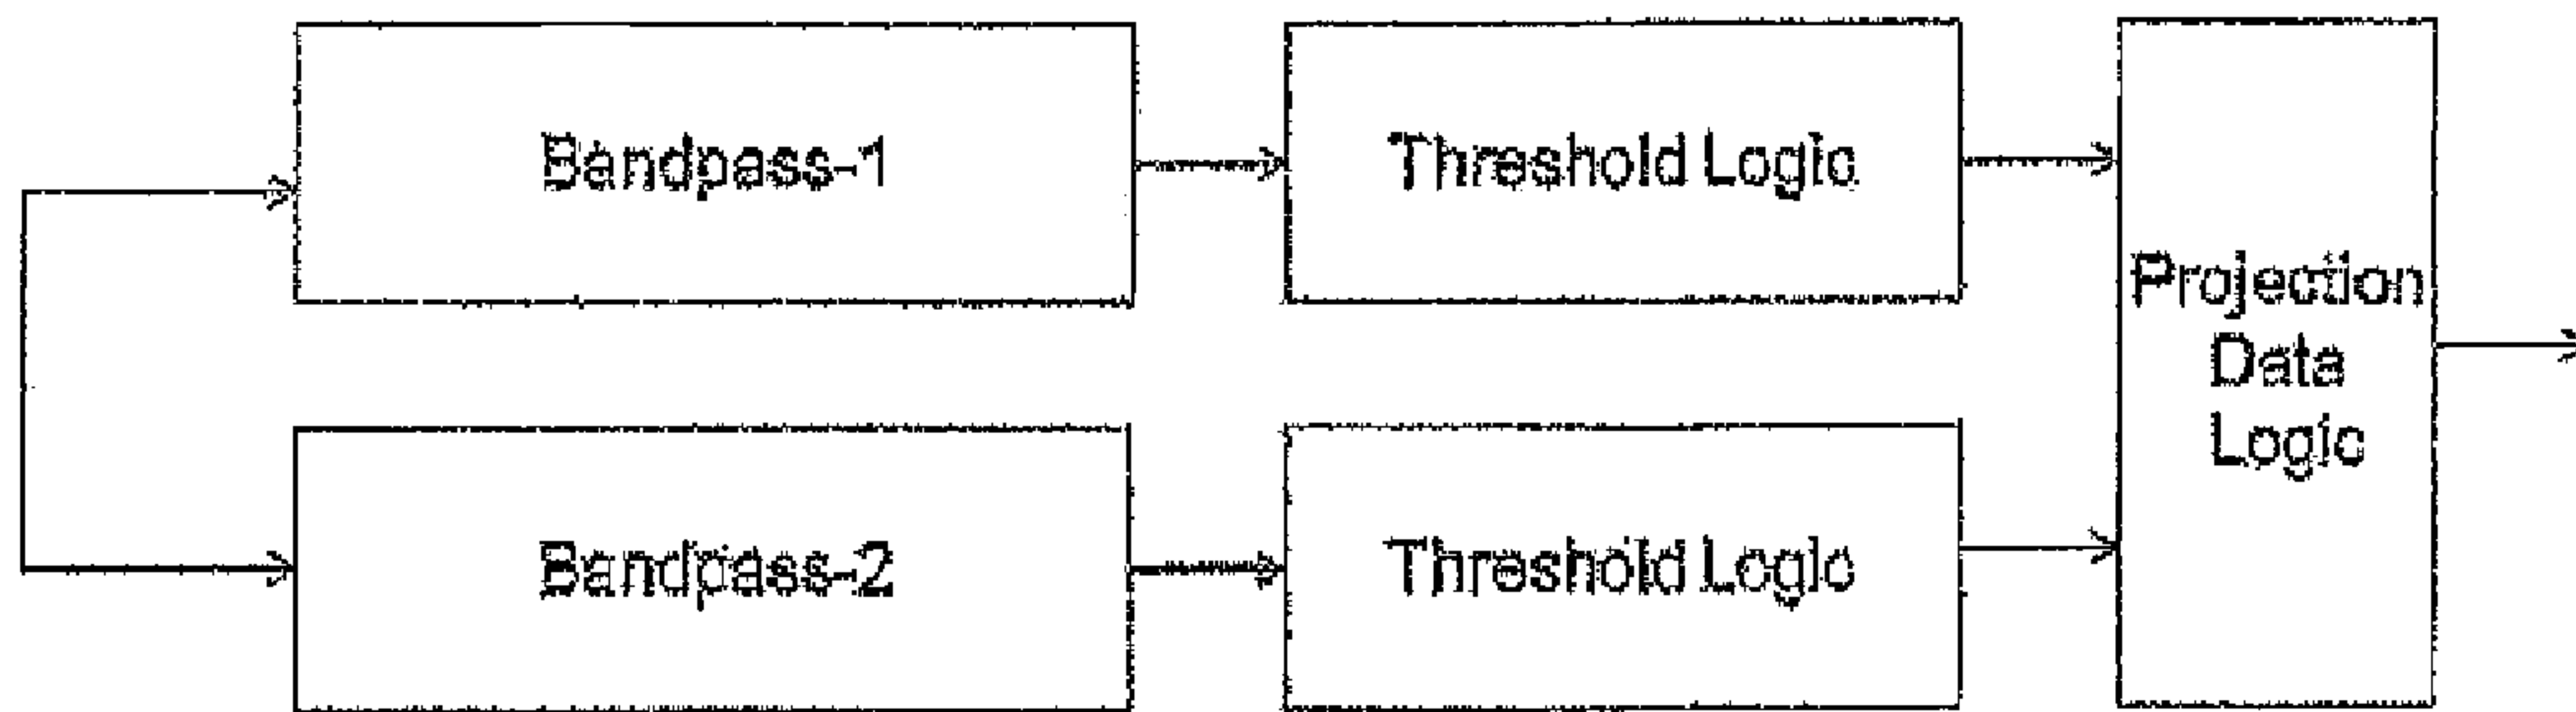 Bandpass-1
Threshold Logic
Projection
Data
Logic
Bandpass-2
Threshold Logic